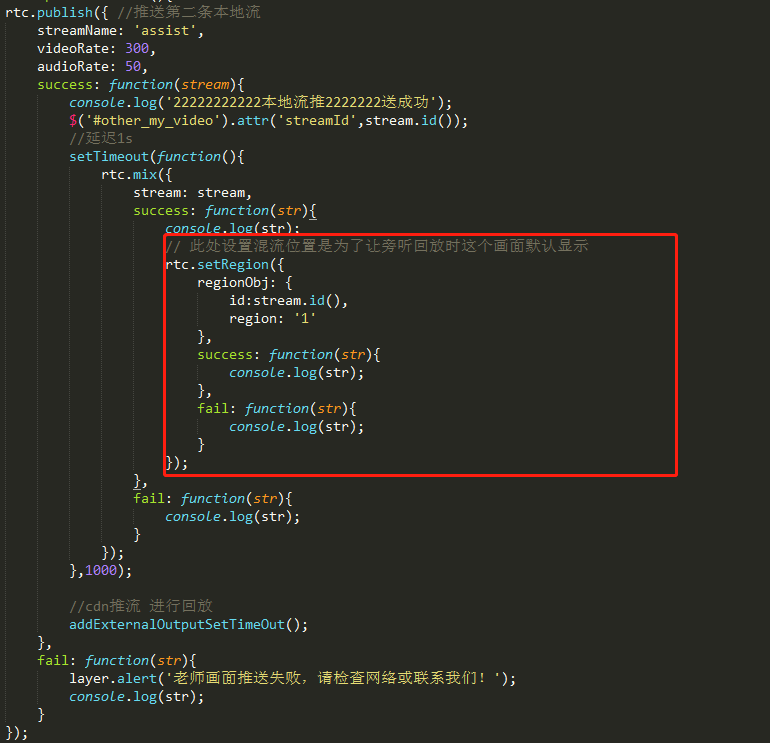 rtc.publish({ //推送第二条本地流
streamName: 'assist',
videoRate: 300,
audioRate: 50,
success: function(stream){
console.log('22222222222本地流推2222222送成功');
$('#other_my_video').attr('streamId',stream.id());
//延迟1s
setTimeout(function(){
rtc.mix({
stream: stream,
success: function(str){
console.log(str);
// 此处设置混流位置是为了让旁听回放时这个画面默认显示
rtc.setRegion({
regionObj: {
id:stream.id(),
region: '1'
},
success: function(str){
console.log(str);
},
fail: function(str){
console.log(str);
}
});
},
fail: function(str){
console.log(str);
}
});
},1000);
//cdn推流 进行回放
addExternalOutputSetTimeOut();
},
fail: function(str){
layer.alert('老师画面推送失败，请检查网络或联系我们！');
console.log(str);
}
});